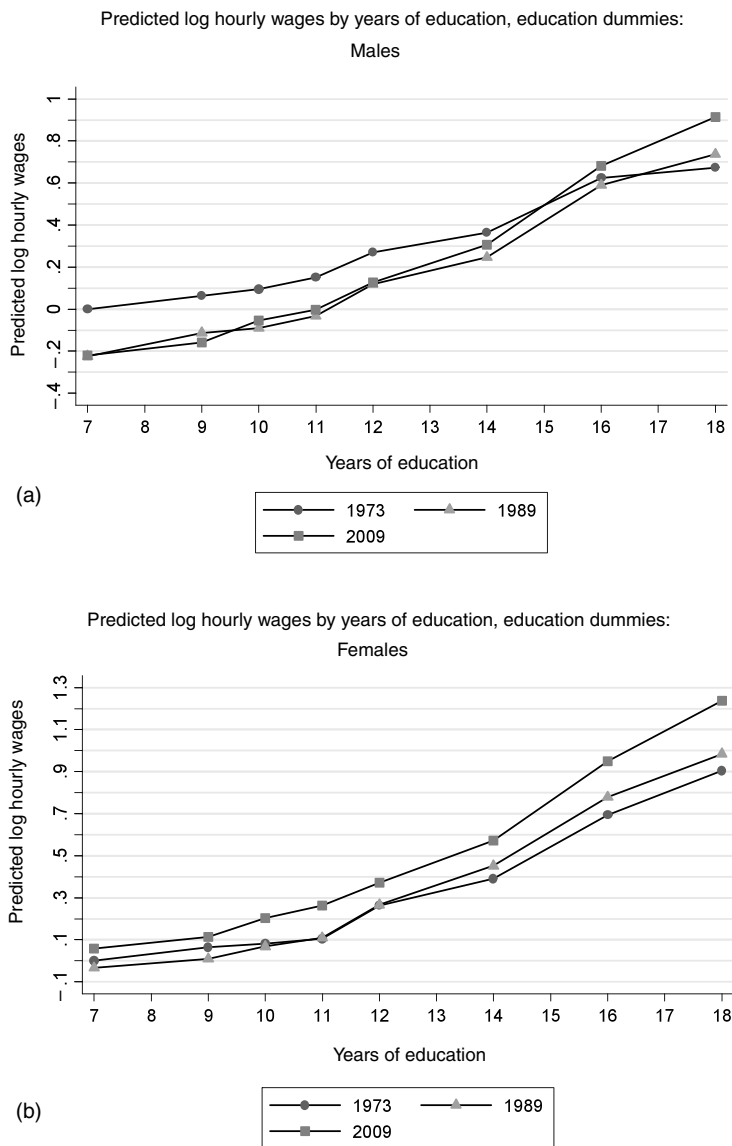 Predicted log hourly wages by years of education, education dummies:
Males
Predicted log hourly wages
1
.8
.6
.4
.2
0
−.2
−.4
7 8 9 10 11 12 13 14 15 16 17 18
Years of education
(a)
1973 1989
2009
Predicted log hourly wages by years of education, education dummies:
Females
Predicted log hourly wages
1.3
1.1
.9
.7
.5
.3
.1
−.1
7 8 9 10 11 12 13 14 15 16 17 18
Years of education
(b)
1973 1989
2009